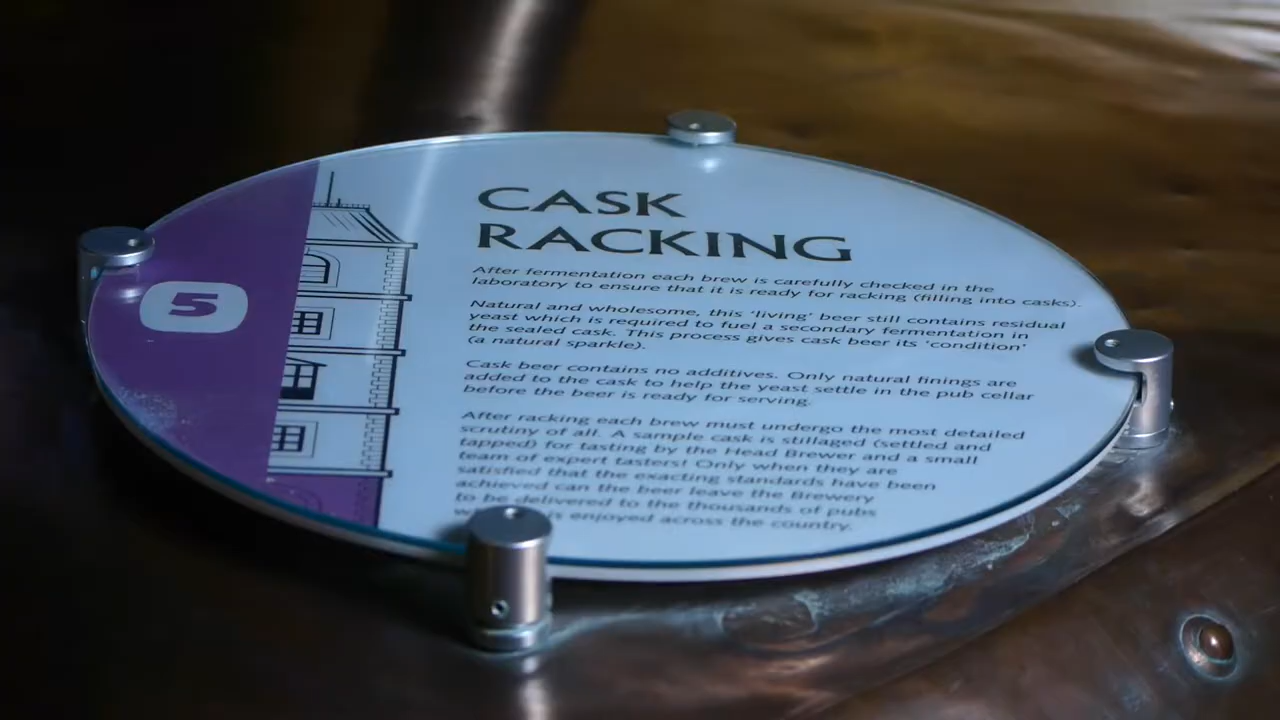 5
CASK
RACKING
After fermentation each brew is carefully checked in the
laboratory to ensure that it is ready for racking (filling into casks).
Natural and wholesome, this 'living' beer still contains residual
yeast which is required to fuel a secondary fermentation in
the sealed cask. This process gives cask beer its 'condition'
(a natural sparkle).
Cask beer contains no additives. Only natural finings are
added to the cask to help the yeast settle in the pub cellar
before the beer is ready for serving.
After racking each brew must undergo the most detailed
scrutiny of all. A sample cask is stillaged (settled and
tapped) for tasting by the Head Brewer and a small
team of expert tasters! Only when they are
satisfied that the exacting standards have been
achieved can the beer leave the Brewery
to be delivered to the thousands of pubs
is enjoyed across the country.